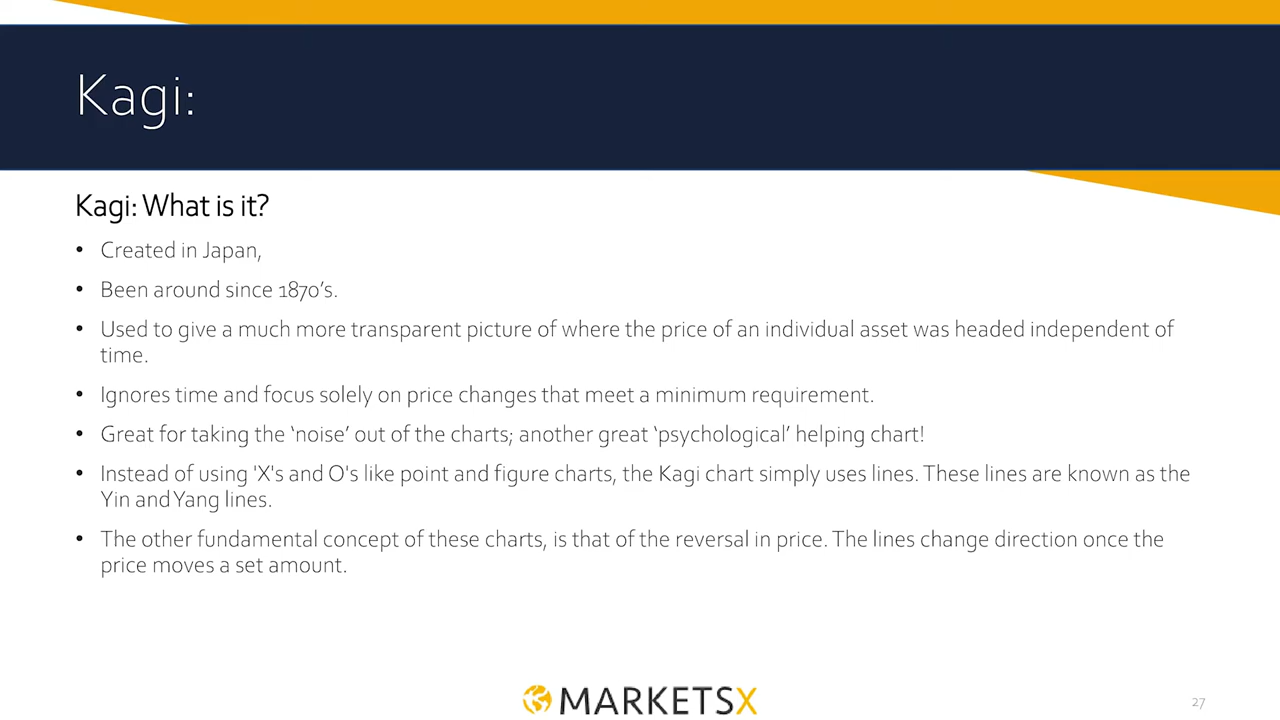 Kagi:
Kagi: What is it?
• Created in Japan,
• Been around since 1870's.
• Used to give a much more transparent picture of where the price of an individual asset was headed independent of
time.
• Ignores time and focus solely on price changes that meet a minimum requirement.
• Great for taking the ‘noise’ out of the charts; another great ‘psychological’ helping chart!
• Instead of using 'X's and O's like point and figure charts, the Kagi chart simply uses lines. These lines are known as the
Yin and Yang lines.
• The other fundamental concept of these charts, is that of the reversal in price. The lines change direction once the
price moves a set amount.
MARKETSX
27